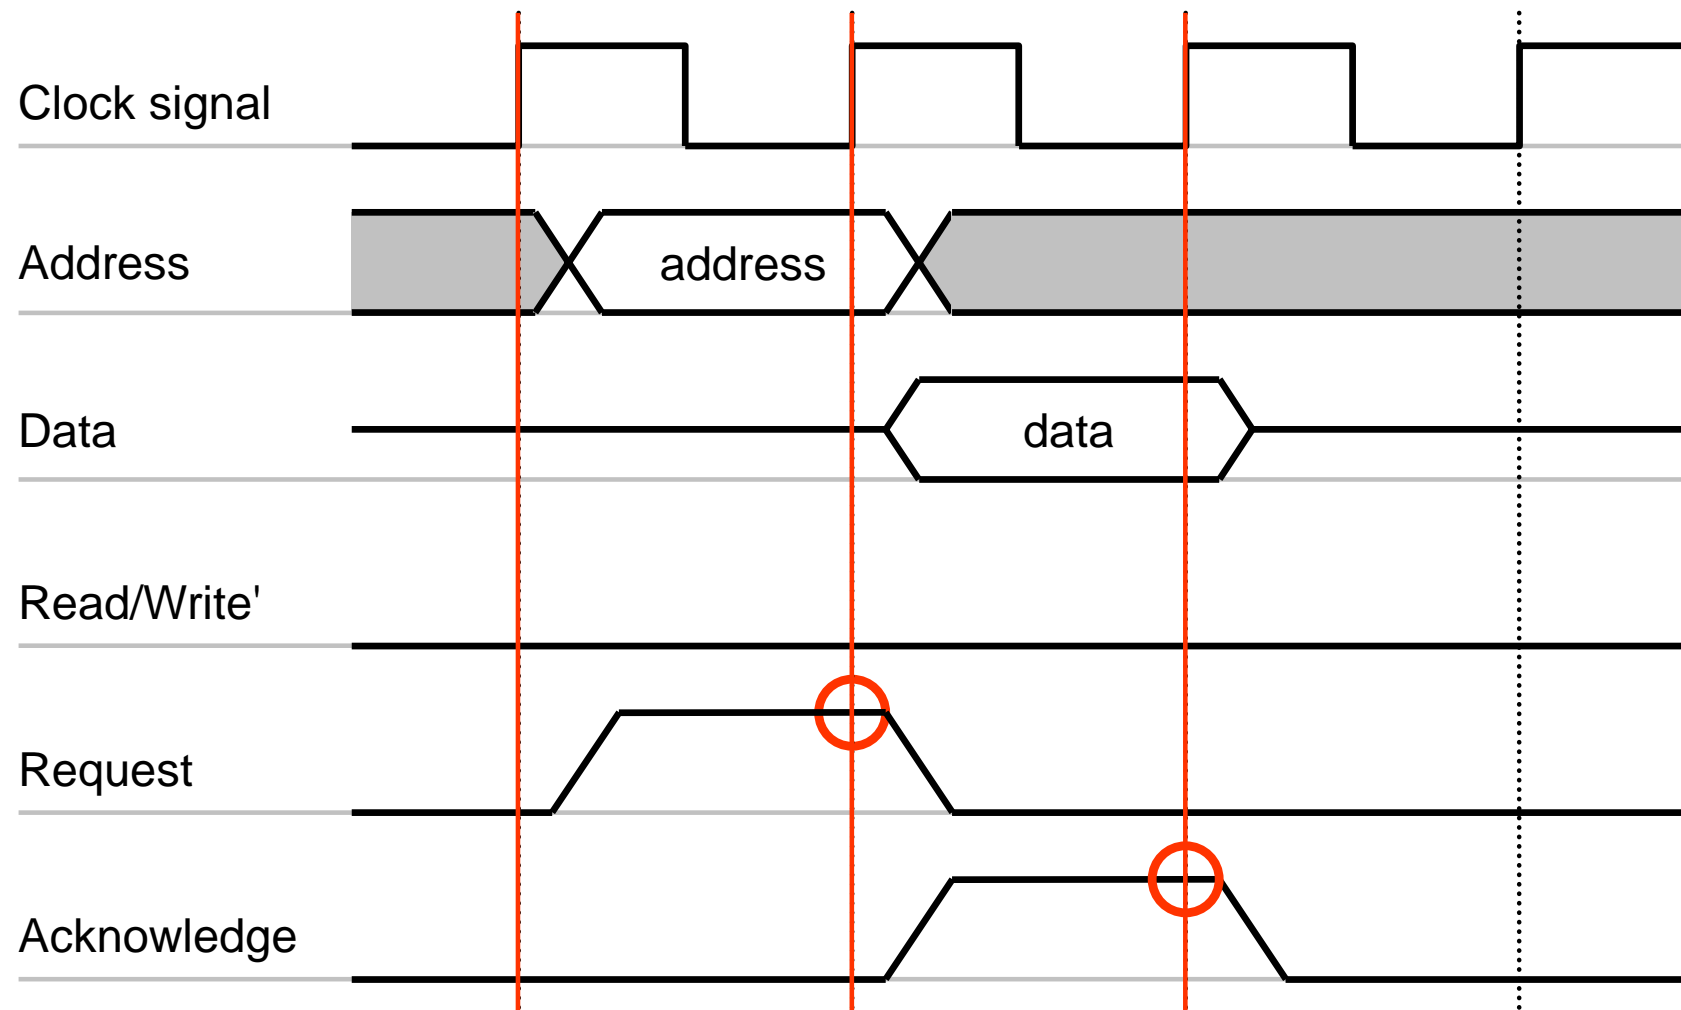 Clock signal
Address
address
Data
data
Read/Write'
Request
Acknowledge